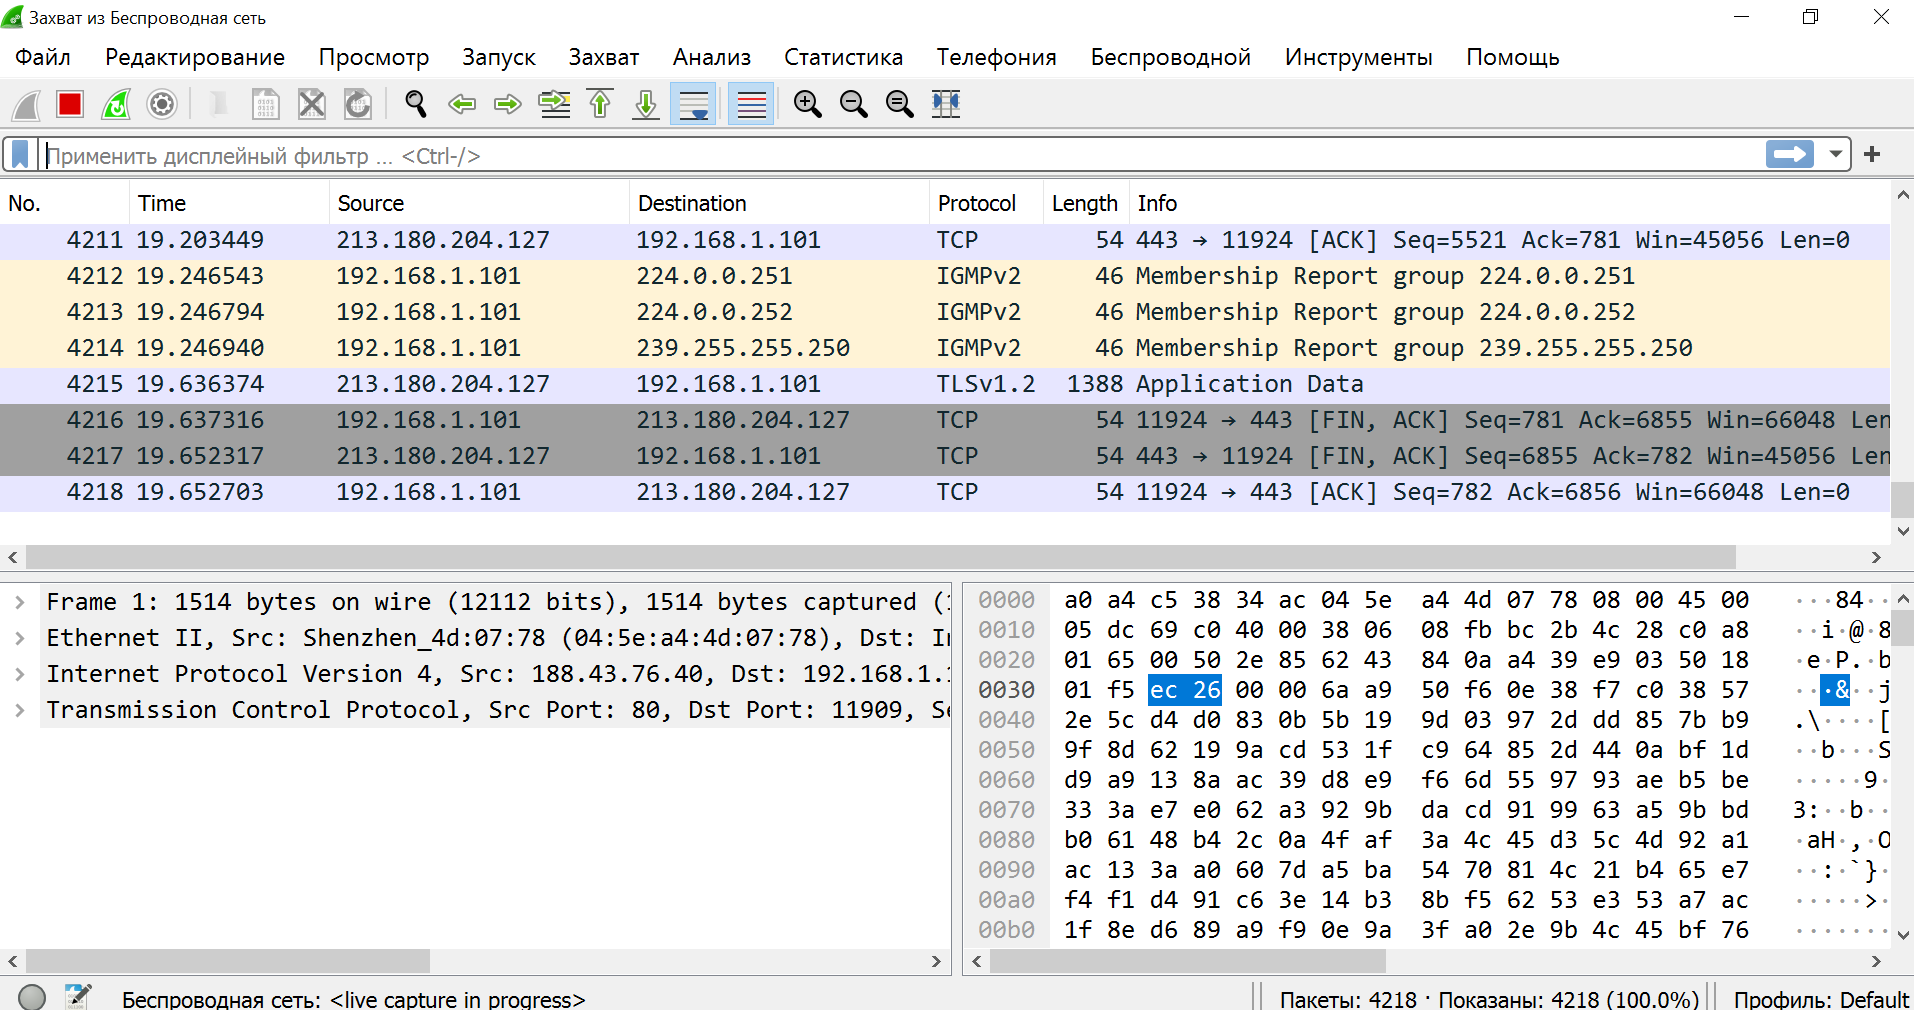 Захват из Беспроводная сеть
Файл Редактирование Просмотр Запуск Захват Анализ Статистика Телефония Беспроводной Инструменты Помощь
Применить дисплейный фильтр ... <Ctrl-/>
No. Time Source Destination Protocol Length Info
4211 19.203449 213.180.204.127 192.168.1.101 TCP 54 443 → 11924 [ACK] Seq=5521 Ack=781 Win=45056 Len=0
4212 19.246543 192.168.1.101 224.0.0.251 IGMPv2 46 Membership Report group 224.0.0.251
4213 19.246794 192.168.1.101 224.0.0.252 IGMPv2 46 Membership Report group 224.0.0.252
4214 19.246940 192.168.1.101 239.255.255.250 IGMPv2 46 Membership Report group 239.255.255.250
4215 19.636374 213.180.204.127 192.168.1.101 TLSv1.2 1388 Application Data
4216 19.637316 192.168.1.101 213.180.204.127 TCP 54 11924 → 443 [FIN, ACK] Seq=781 Ack=6855 Win=66048 Len
4217 19.652317 213.180.204.127 192.168.1.101 TCP 54 443 → 11924 [FIN, ACK] Seq=6855 Ack=782 Win=45056 Len
4218 19.652703 192.168.1.101 213.180.204.127 TCP 54 11924 → 443 [ACK] Seq=782 Ack=6856 Win=66048 Len=0
Frame 1: 1514 bytes on wire (12112 bits), 1514 bytes captured (
Ethernet II, Src: Shenzhen_4d:07:78 (04:5e:a4:4d:07:78), Dst:
Internet Protocol Version 4, Src: 188.43.76.40, Dst: 192.168.1.
Transmission Control Protocol, Src Port: 80, Dst Port: 11909,
0000 a0 a4 c5 38 34 ac 04 5e a4 4d 07 78 08 00 45 00 ···84··
0010 05 dc 69 c0 40 00 38 06 08 fb bc 2b 4c 28 c0 a8 ··i·@·8
0020 01 65 00 50 2e 85 62 43 84 0a a4 39 e9 03 50 18 ·e·P.·b
0030 01 f5 ec 26 00 00 6a a9 50 f6 0e 38 f7 c0 38 57 ···&··j
0040 2e 5c d4 d0 83 0b 5b 19 9d 03 97 2d dd 85 7b b9 .\····[
0050 9f 8d 62 19 9a cd 53 1f c9 64 85 2d 44 0a bf 1d ··b···S
0060 d9 a9 13 8a ac 39 d8 e9 f6 6d 55 97 93 ae b5 be ·····9·
0070 33 3a e7 e0 62 a3 92 9b da cd 91 99 63 a5 9b bd 3:··b··
0080 b0 61 48 b4 2c 0a 4f af 3a 4c 45 d3 5c 4d 92 a1 ·aH·,·O
0090 ac 13 3a a0 60 7d a5 ba 54 70 81 4c 21 b4 65 e7 ··:·`}·
00a0 f4 f1 d4 91 c6 3e 14 b3 8b f5 62 53 e3 53 a7 ac ·····>·
00b0 1f 8e d6 89 a9 f9 0e 9a 3f a0 2e 9b 4c 45 bf 76 ·······
Беспроводная сеть: <live capture in progress> Пакеты: 4218 · Показаны: 4218 (100.0%) Профиль: Default